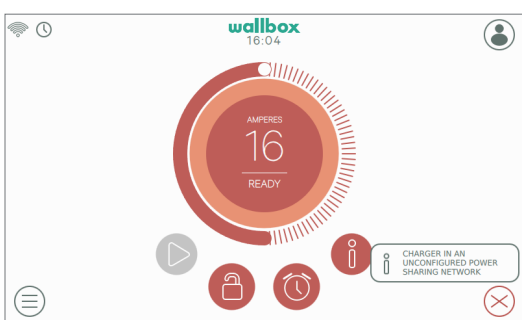 wallbox
16:04
AMPERES
16
READY
CHARGER IN AN
UNCONFIGURED POWER
SHARING NETWORK